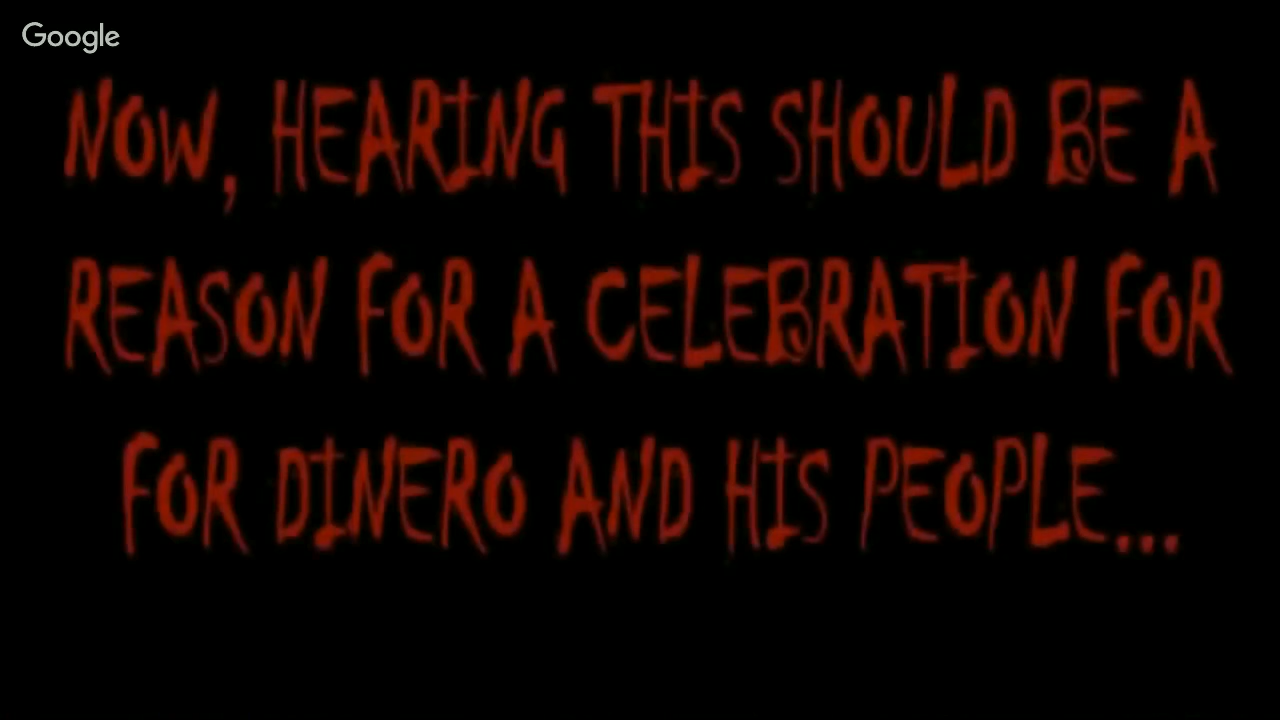 Google
NOW, HEARING THIS SHOULD BE A
REASON FOR A CELEBRATION FOR
FOR DINERO AND HIS PEOPLE...